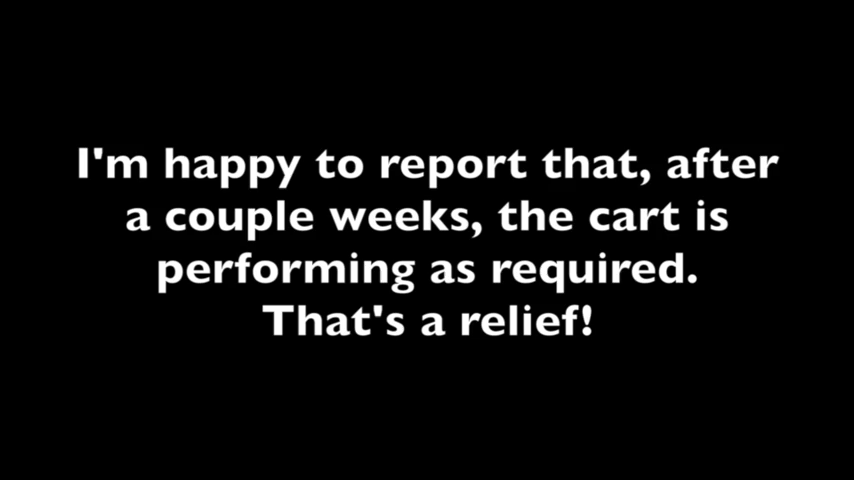 I'm happy to report that, after
a couple weeks, the cart is
performing as required.
That's a relief!